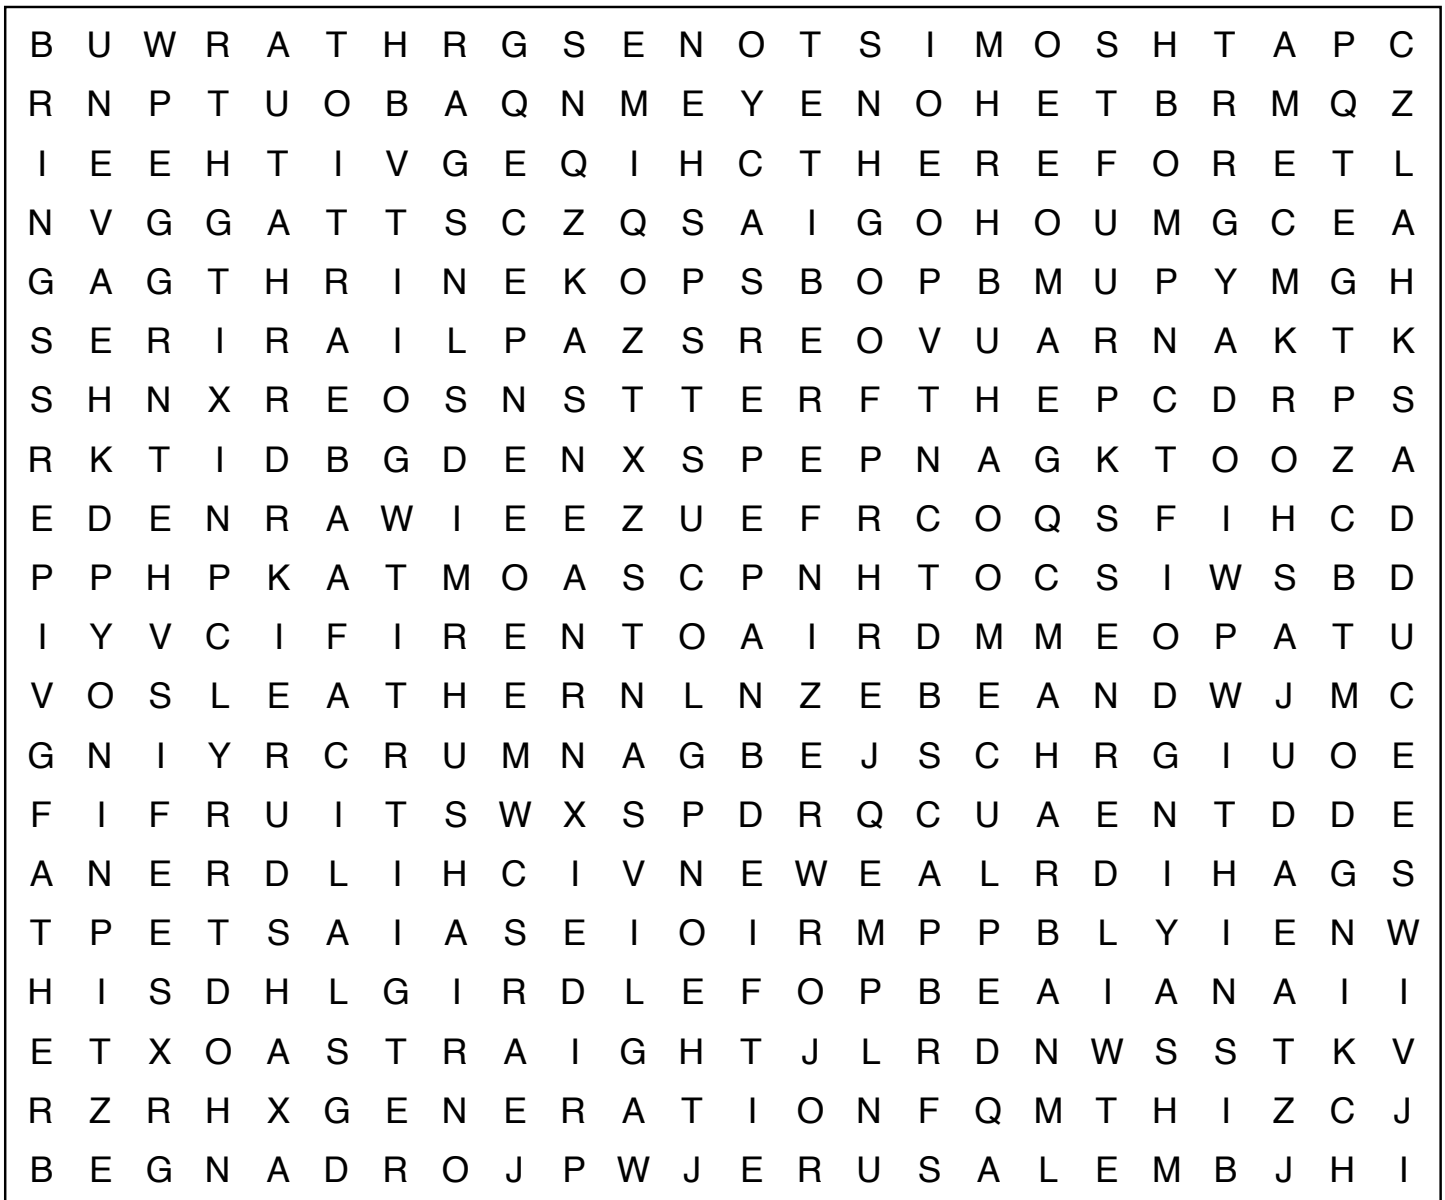 B U W R A T H R G S E N O T S I M O S H T A P C
R N P T U O B A Q N M E Y E N O H E T B R M Q Z
I E E H T I V G E Q I H C T H E R E F O R E T L
N V G G A T T S C Z Q S A I G O H O U M G C E A
G A G T H R I N E K O P S B O P B M U P Y M G H
S E R I R A I L P A Z S R E O V U A R N A K T K
S H N X R E O S N S T T E R F T H E P C D R P S
R K T I D B G D E N X S P E P N A G K T O O Z A
E D E N R A W I E E Z U E F R C O Q S F I H C D
P P H P K A T M O A S C P N H T O C S I W S B D
I Y V C I F I R E N T O A I R D M M E O P A T U
V O S L E A T H E R N L N Z E B E A N D W J M C
G N I Y R C R U M N A G B E J S C H R G I U O E
F I F R U I T S W X S P D R Q C U A E N T D D E
A N E R D L I H C I V N E W E A L R D I H A G S
T P E T S A I A S E I O I R M P P B L Y I E N W
H I S D H L G I R D L E F O P B E A I A N A I I
E T X O A S T R A I G H T J L R D N W S S T K V
R Z R H X G E N E R A T I O N F Q M T H I Z C J
B E G N A D R O J P W J E R U S A L E M B J H I